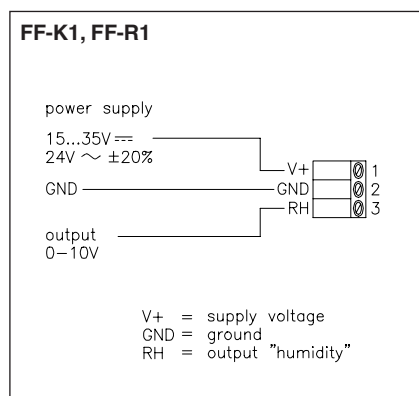 FF-K1, FF-R1
power supply
15...35V ⎓
24V ~ ±20%
V+ 1
GND GND 2
RH 3
output
0–10V
V+ = supply voltage
GND = ground
RH = output "humidity"